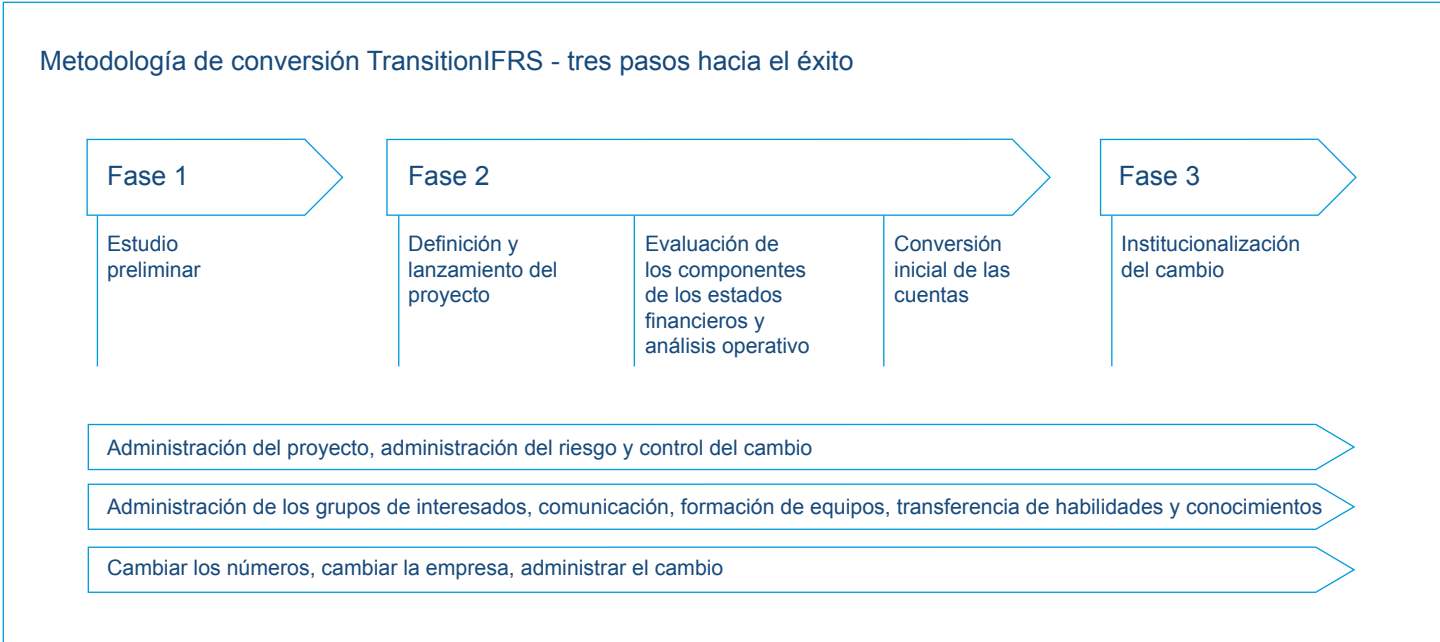 Metodología de conversión TransitionIFRS - tres pasos hacia el éxito
Fase 1
Fase 2
Fase 3
Estudio
preliminar
Definición y
lanzamiento del
proyecto
Evaluación de
los componentes
de los estados
financieros y
análisis operativo
Conversión
inicial de las
cuentas
Institucionalización
del cambio
Administración del proyecto, administración del riesgo y control del cambio
Administración de los grupos de interesados, comunicación, formación de equipos, transferencia de habilidades y conocimientos
Cambiar los números, cambiar la empresa, administrar el cambio